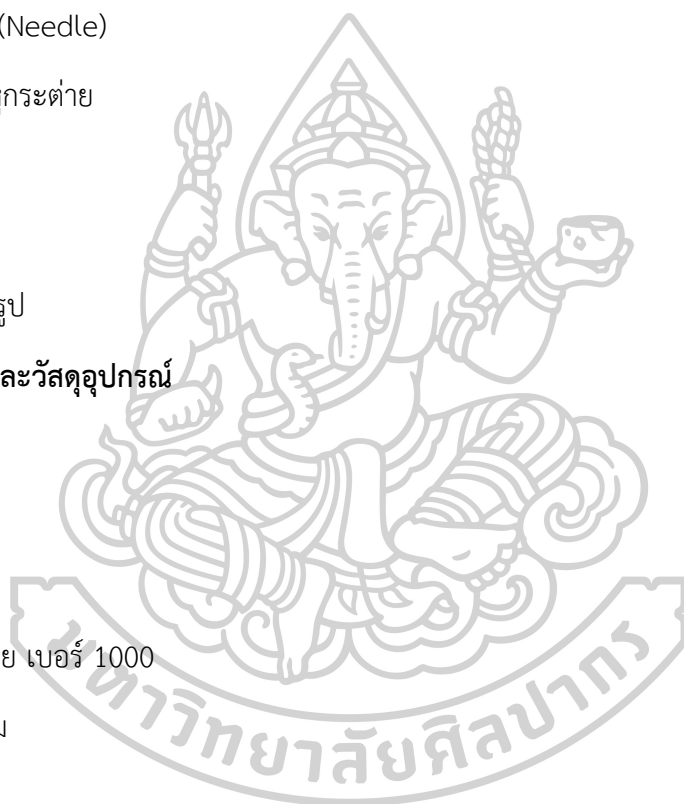 (Needle)
กระต่าย
รูป
ละวัสดุอุปกรณ์
ย เบอร์ 1000
ม
มหาวิทยาลัยศิลปากร